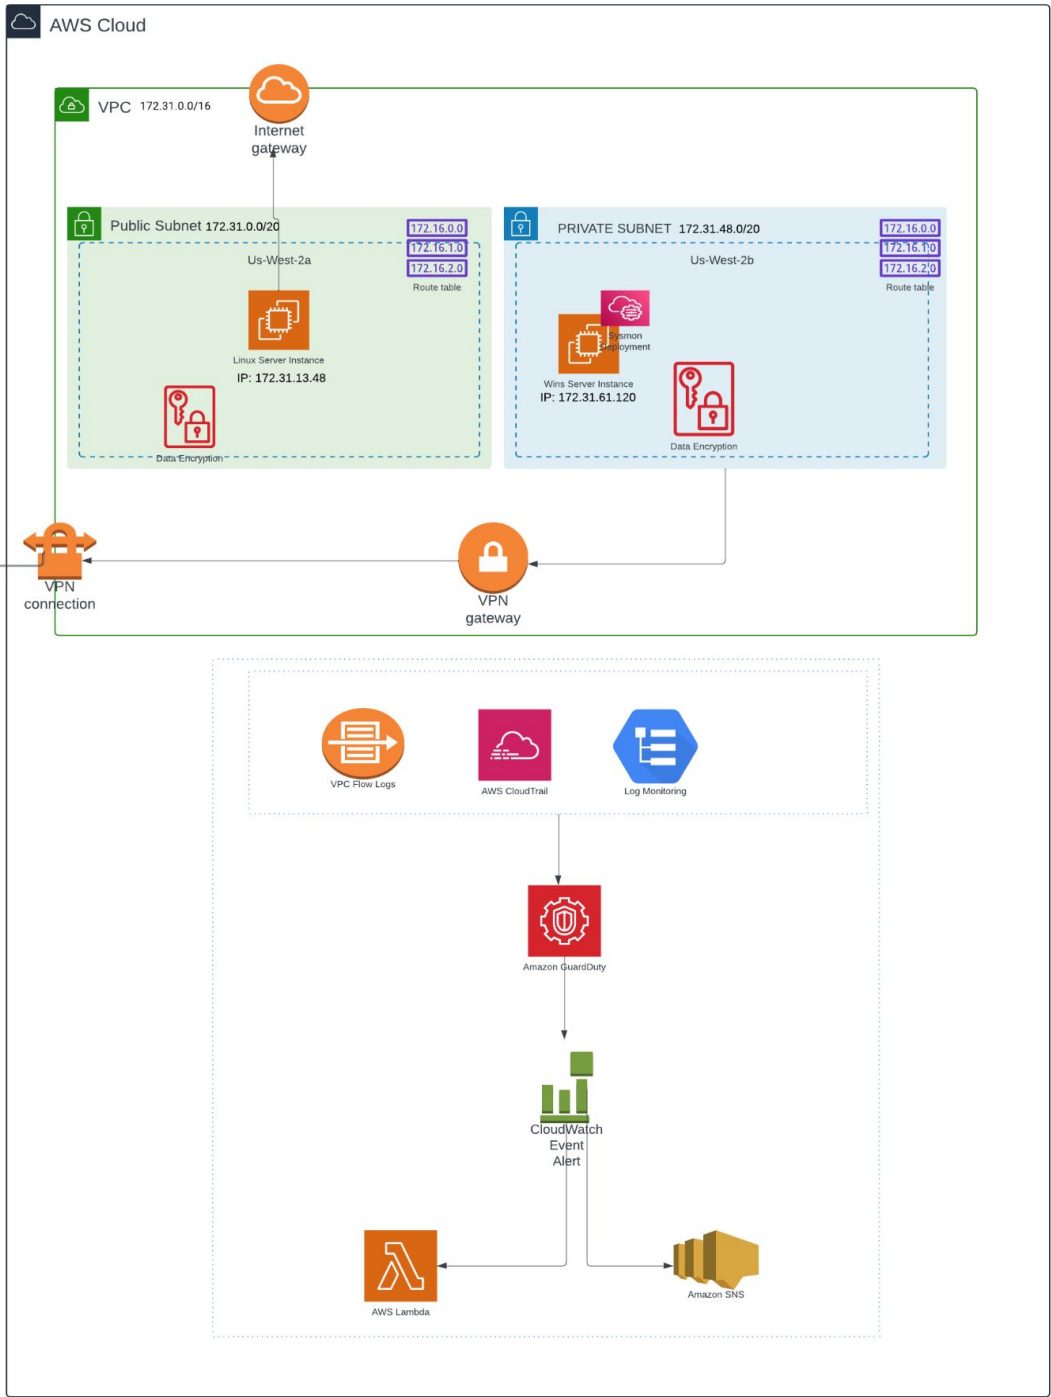 AWS Cloud
VPC 172.31.0.0/16
Internet
gateway
Public Subnet 172.31.0.0/20
172.16.0.0
172.16.1.0
172.16.2.0
Route table
Us-West-2a
Linux Server Instance
IP: 172.31.13.48
Data Encryption
PRIVATE SUBNET 172.31.48.0/20
172.16.0.0
172.16.1.0
172.16.2.0
Route table
Us-West-2b
Sysmon
Deployment
Wins Server Instance
IP: 172.31.61.120
Data Encryption
VPN
connection
VPN
gateway
VPC Flow Logs
AWS CloudTrail
Log Monitoring
Amazon GuardDuty
CloudWatch
Event
Alert
AWS Lambda
Amazon SNS